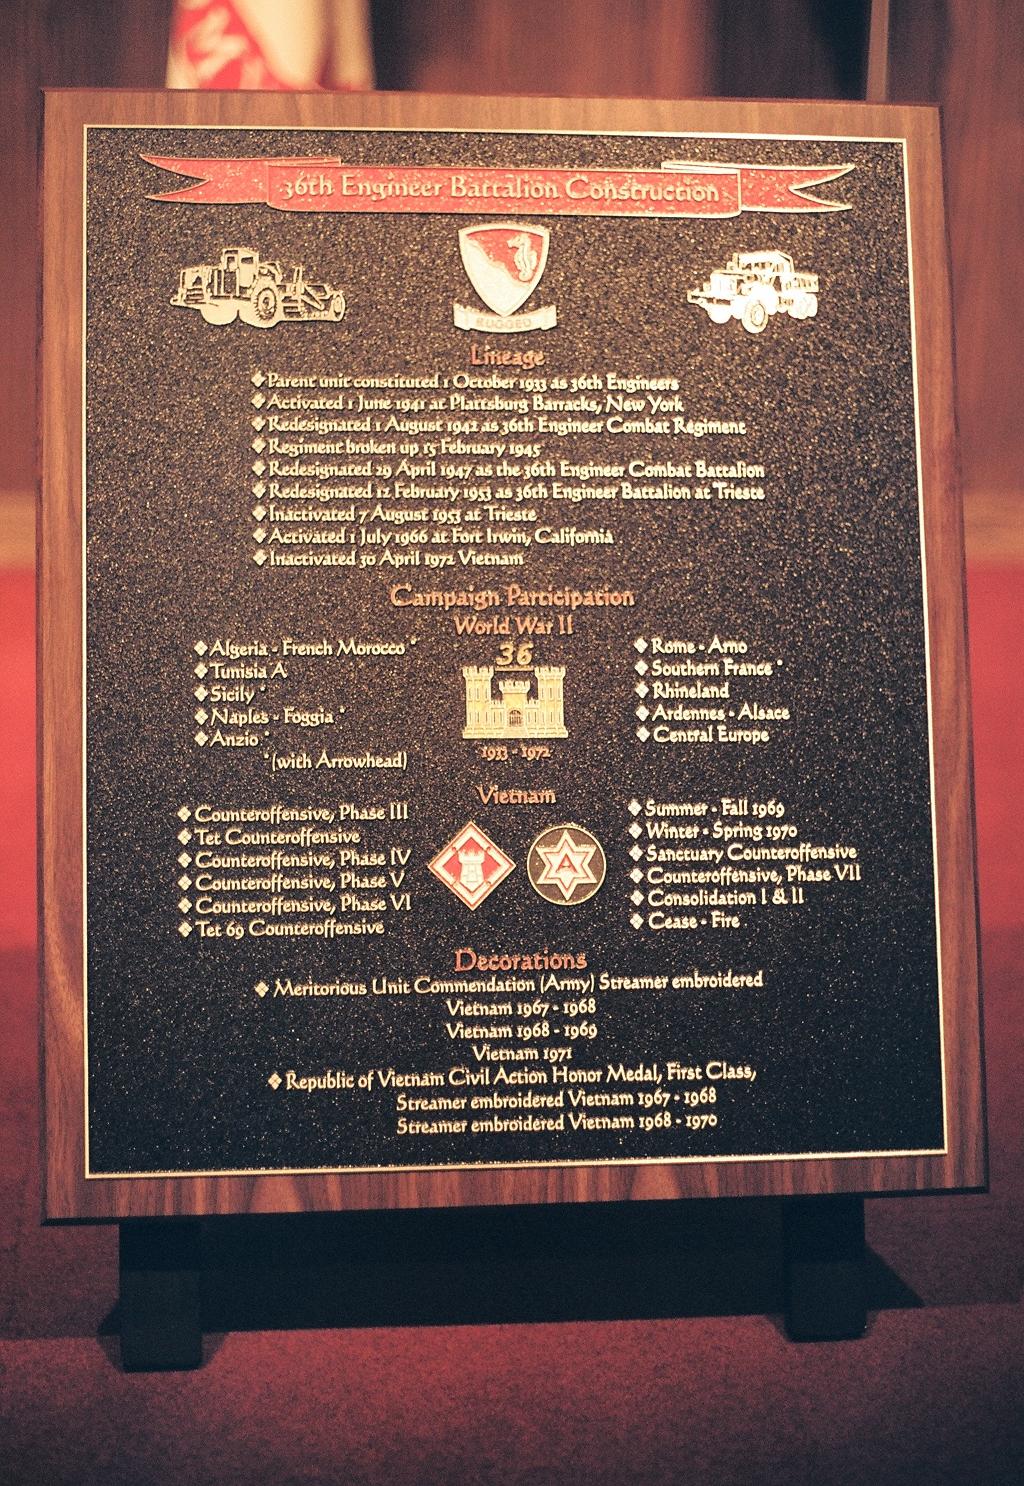 36th Engineer Battalion Construction
RUGGED
Lineage
❖Parent unit constituted 1 October 1933 as 36th Engineers
❖Activated 1 June 1941 at Plattsburg Barracks, New York
❖Redesignated 1 August 1942 as 36th Engineer Combat Regiment
❖Regiment broken up 15 February 1945
❖Redesignated 29 April 1947 as the 36th Engineer Combat Battalion
❖Redesignated 12 February 1953 as 36th Engineer Battalion at Trieste
❖Inactivated 7 August 1953 at Trieste
❖Activated 1 July 1966 at Fort Irwin, California
❖Inactivated 30 April 1972 Vietnam
Campaign Participation
World War II
❖Algeria - French Morocco *
❖Tunisia A
❖Sicily *
❖Naples - Foggia *
❖Anzio *
*(with Arrowhead)
36
1933 - 1972
❖Rome - Arno
❖Southern France *
❖Rhineland
❖Ardennes - Alsace
❖Central Europe
Vietnam
❖Counteroffensive, Phase III
❖Tet Counteroffensive
❖Counteroffensive, Phase IV
❖Counteroffensive, Phase V
❖Counteroffensive, Phase VI
❖Tet 69 Counteroffensive
A
❖Summer - Fall 1969
❖Winter - Spring 1970
❖Sanctuary Counteroffensive
❖Counteroffensive, Phase VII
❖Consolidation I & II
❖Cease - Fire
Decorations
❖Meritorious Unit Commendation (Army) Streamer embroidered
Vietnam 1967 - 1968
Vietnam 1968 - 1969
Vietnam 1971
❖Republic of Vietnam Civil Action Honor Medal, First Class,
Streamer embroidered Vietnam 1967 - 1968
Streamer embroidered Vietnam 1968 - 1970